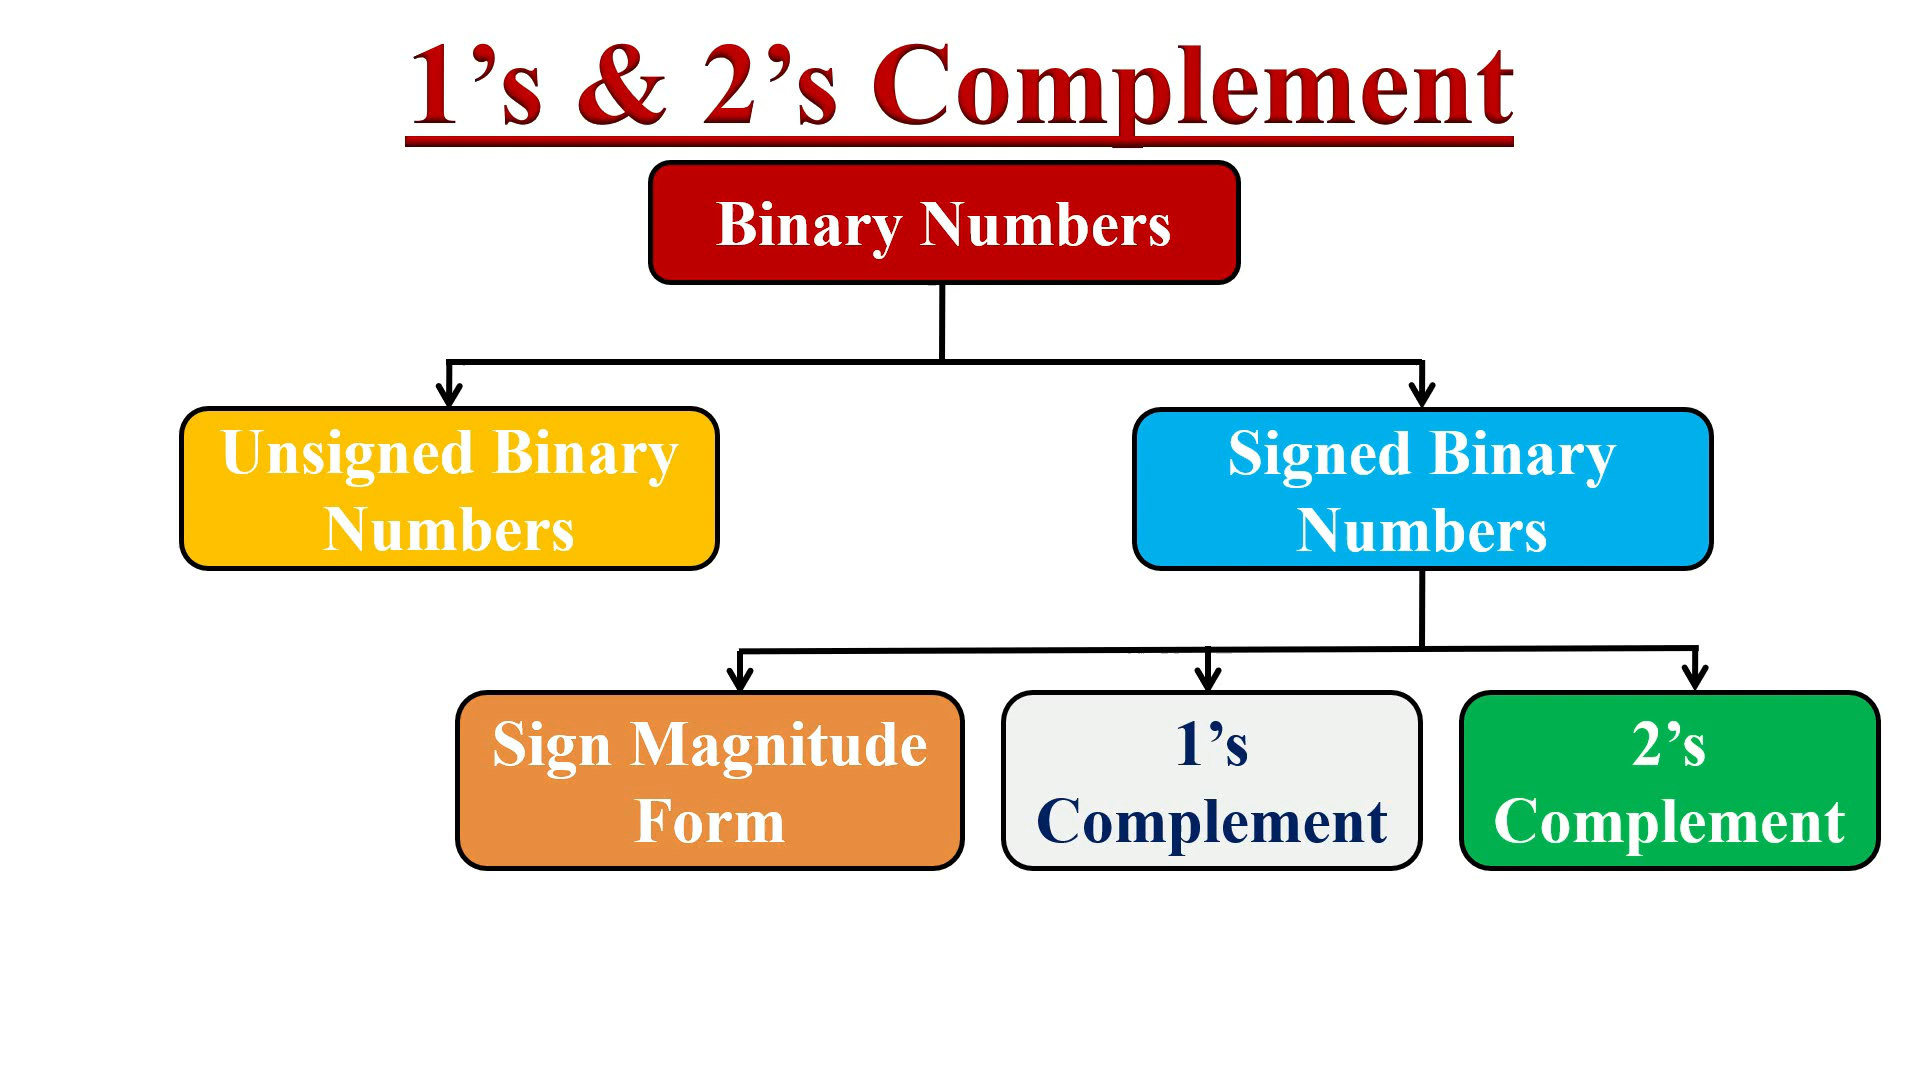 1’s & 2’s Complement
Binary Numbers
Unsigned Binary
Numbers
Signed Binary
Numbers
Sign Magnitude
Form
1’s
Complement
2’s
Complement